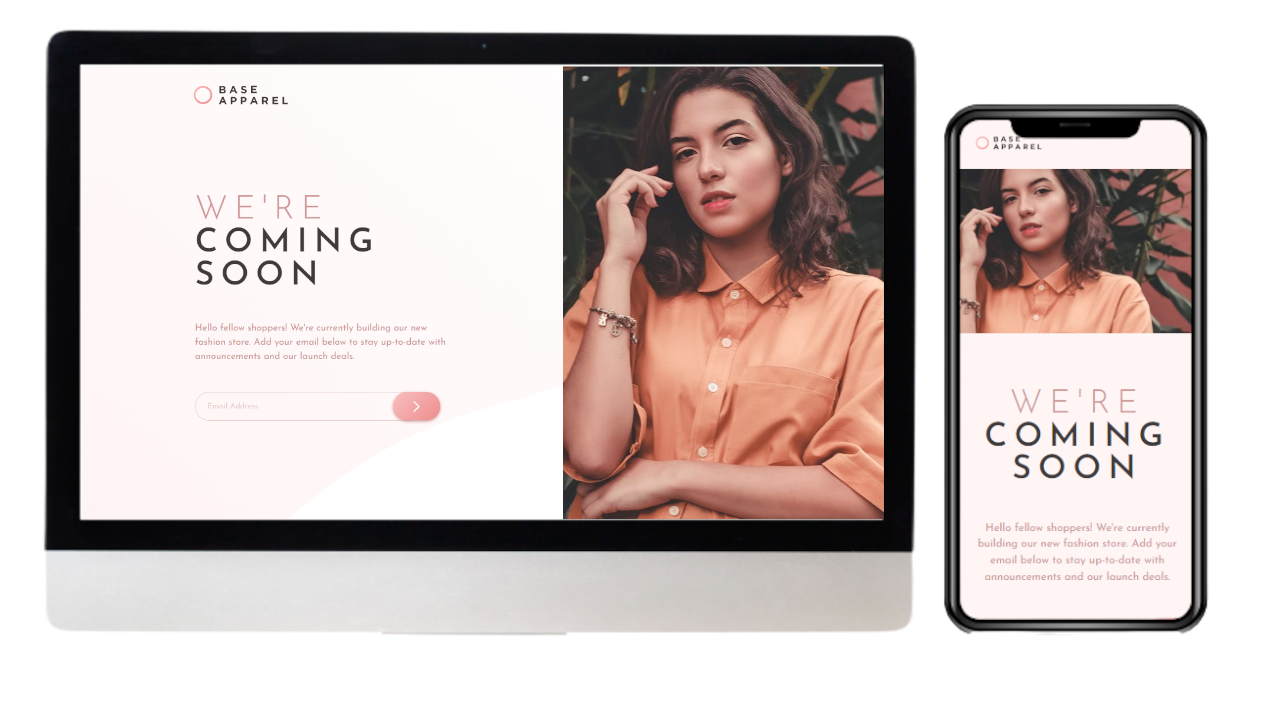 BASE
APPAREL
WE'RE
COMING
SOON
Hello fellow shoppers! We're currently building our new
fashion store. Add your email below to stay up-to-date with
announcements and our launch deals.
Email Address
BASE
APPAREL
WE'RE
COMING
SOON
Hello fellow shoppers! We're currently
building our new fashion store. Add your
email below to stay up-to-date with
announcements and our launch deals.